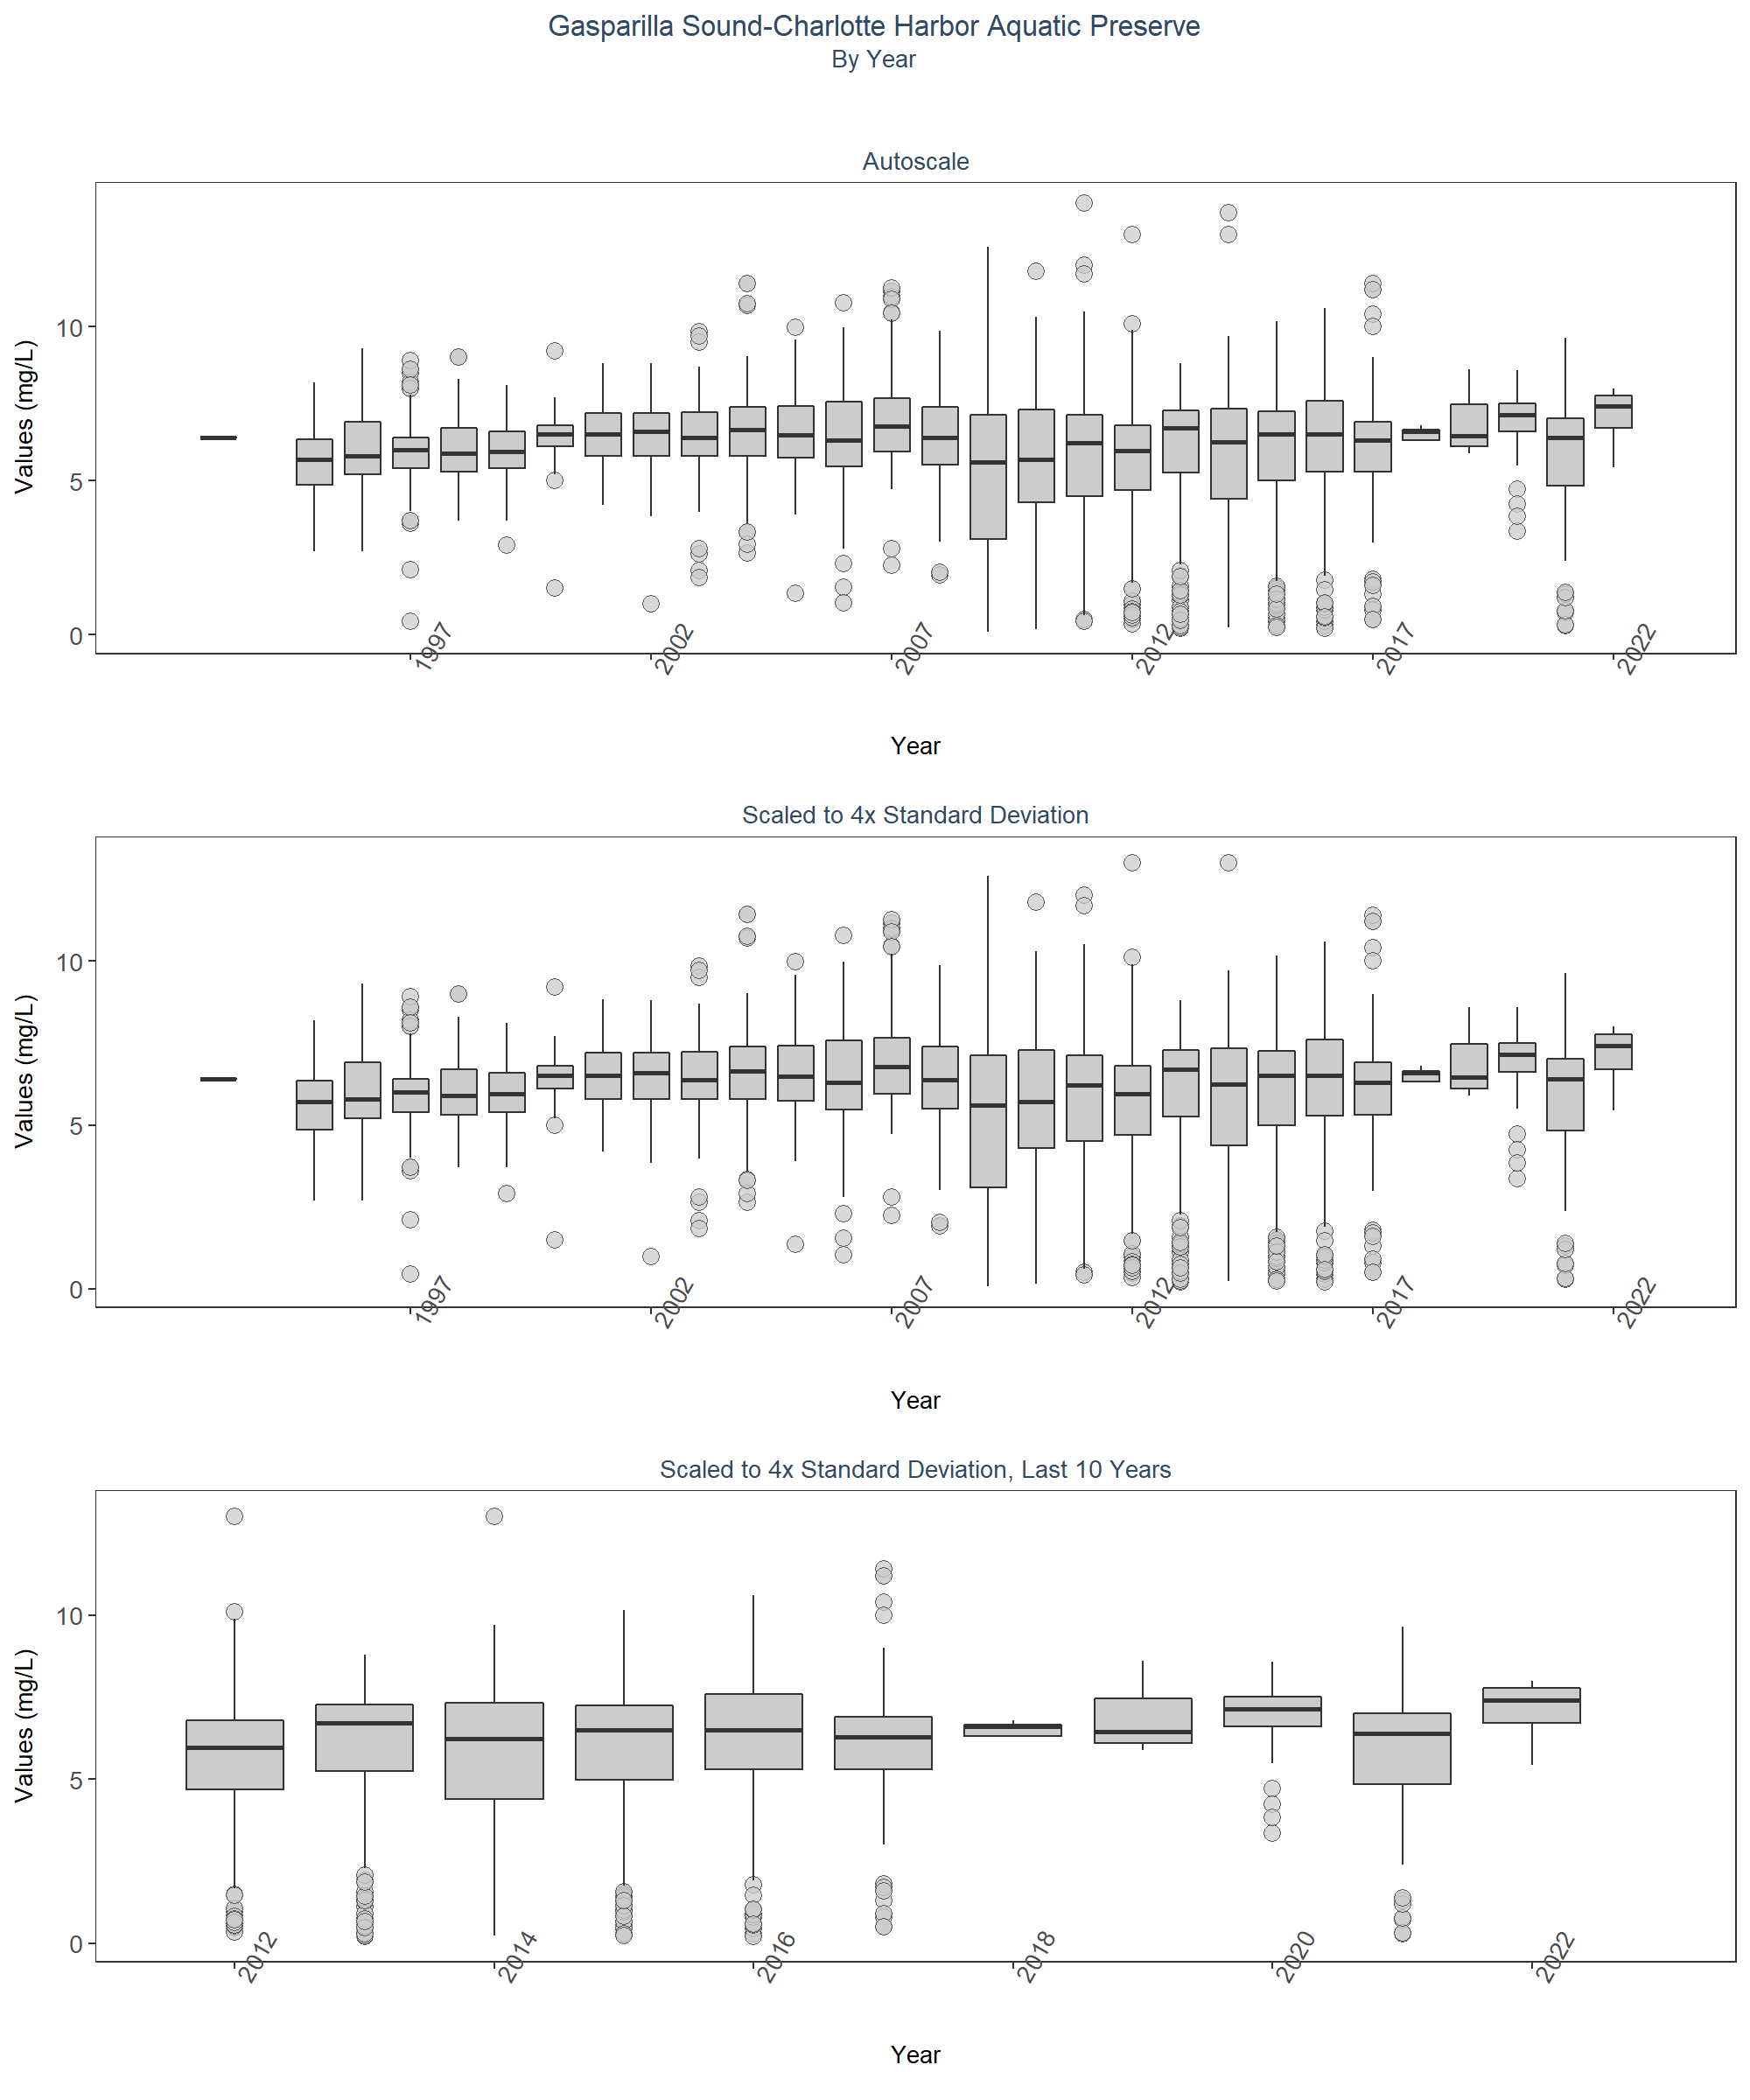 Gasparilla Sound-Charlotte Harbor Aquatic Preserve
By Year
Autoscale
Values (mg/L)
10
5
0
1997
2002
2007
2012
2017
2022
Year
Scaled to 4x Standard Deviation
Values (mg/L)
10
5
0
1997
2002
2007
2012
2017
2022
Year
Scaled to 4x Standard Deviation, Last 10 Years
Values (mg/L)
10
5
0
2012
2014
2016
2018
2020
2022
Year